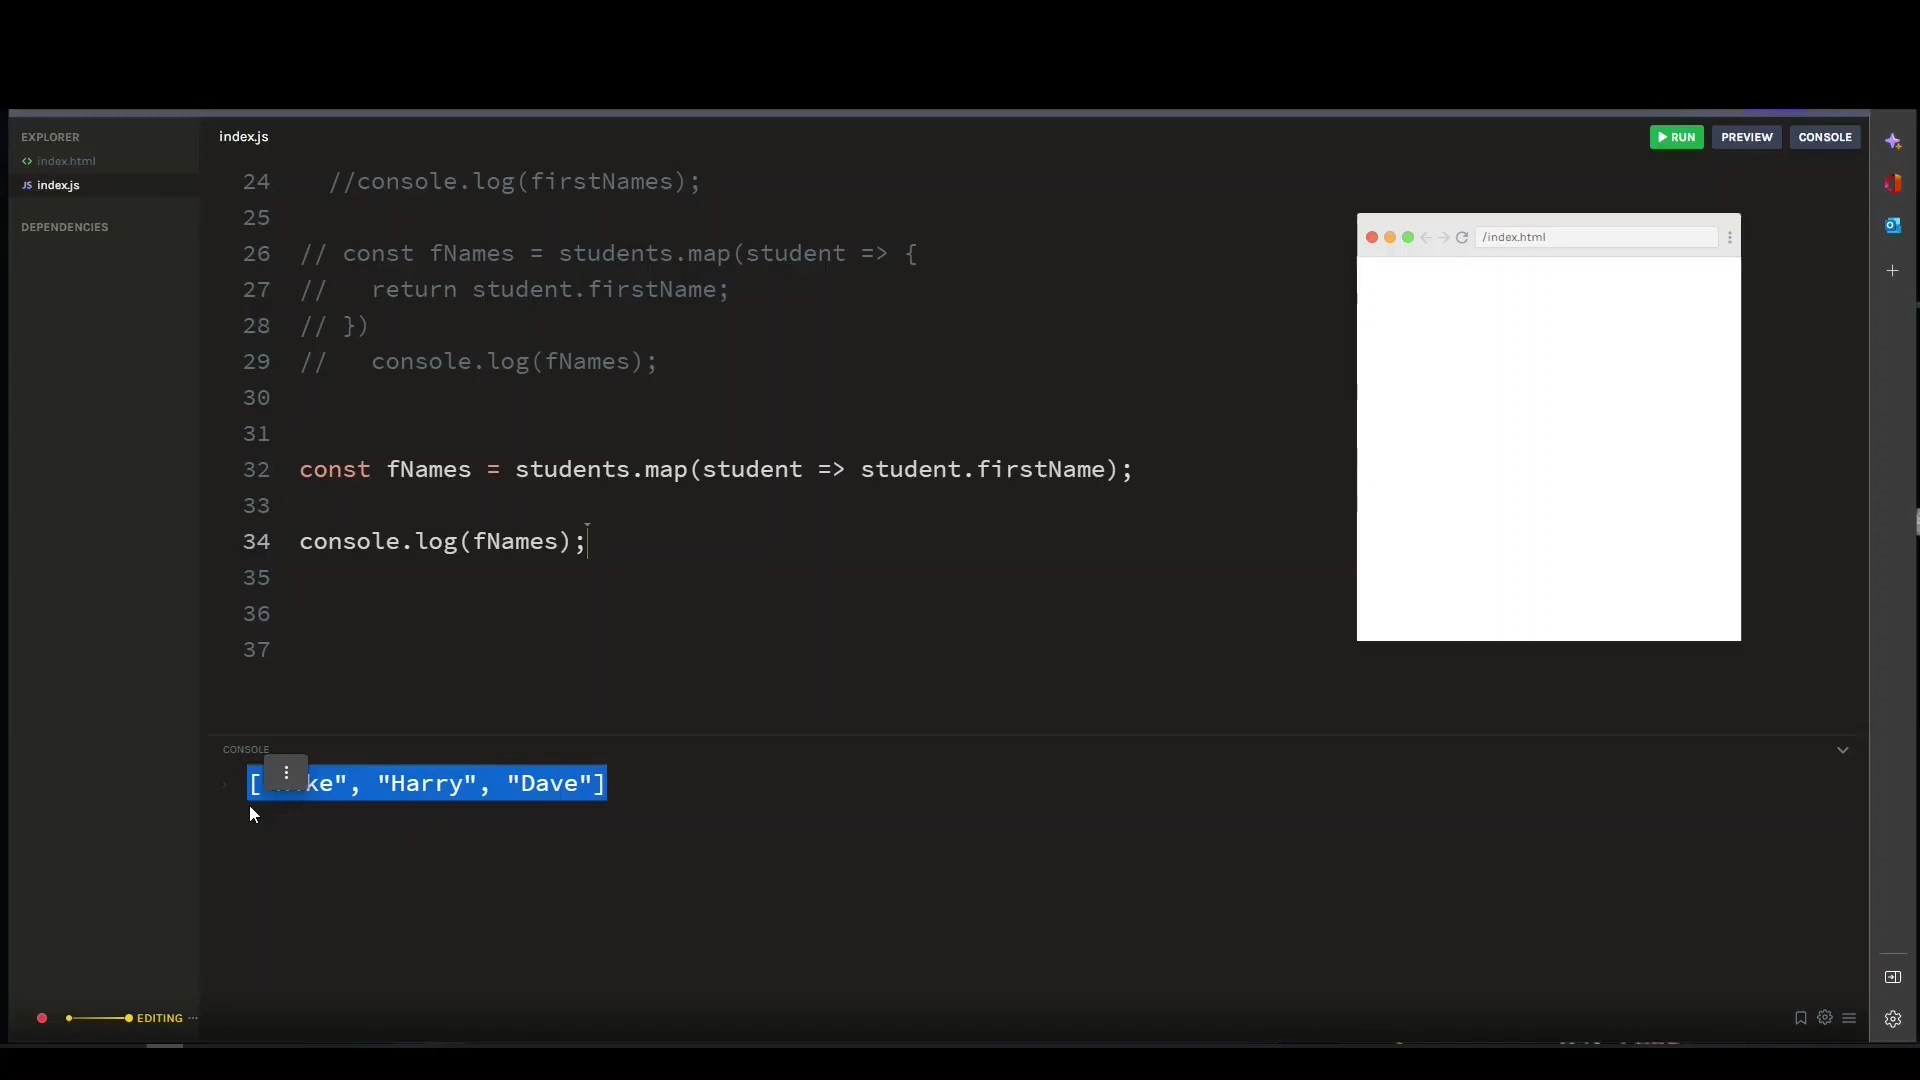 EXPLORER
index.html
JS index.js
DEPENDENCIES
index.js
RUN
PREVIEW
CONSOLE
24 //console.log(firstNames);
25
26 // const fNames = students.map(student => {
27 //   return student.firstName;
28 // })
29 //   console.log(fNames);
30
31
32 const fNames = students.map(student => student.firstName);
33
34 console.log(fNames);
35
36
37
/index.html
CONSOLE
[ ke", "Harry", "Dave"]
EDITING